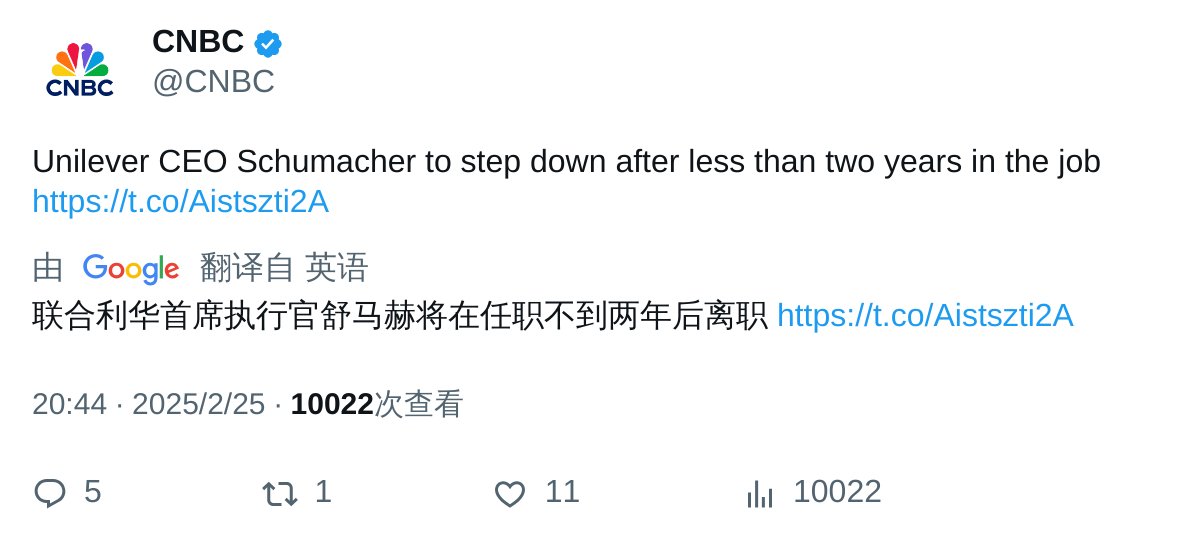 CNBC
CNBC
@CNBC
Unilever CEO Schumacher to step down after less than two years in the job
https://t.co/Aistszti2A
由 Google 翻译自 英语
联合利华首席执行官舒马赫将在任职不到两年后离职 https://t.co/Aistszti2A
20:44 · 2025/2/25 · 10022次查看
5 1 11 10022